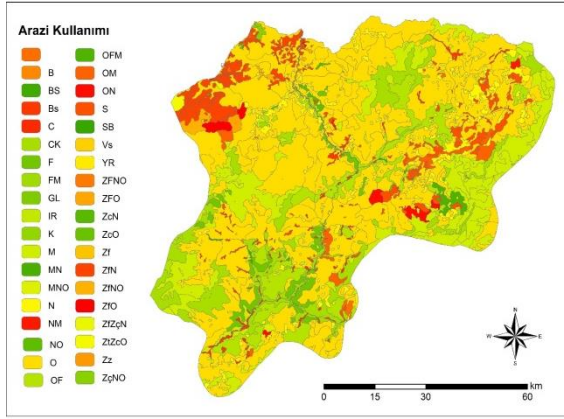 Arazi Kullanımı
B
BS
Bs
C
CK
F
FM
GL
IR
K
M
MN
MNO
N
NM
NO
O
OF
OFM
OM
ON
S
SB
Vs
YR
ZFNO
ZFO
ZcN
ZcO
Zf
ZfN
ZfNO
ZfO
ZfZçN
ZtZcO
Zz
ZçNO
N
W E
S
km
0 15 30 60